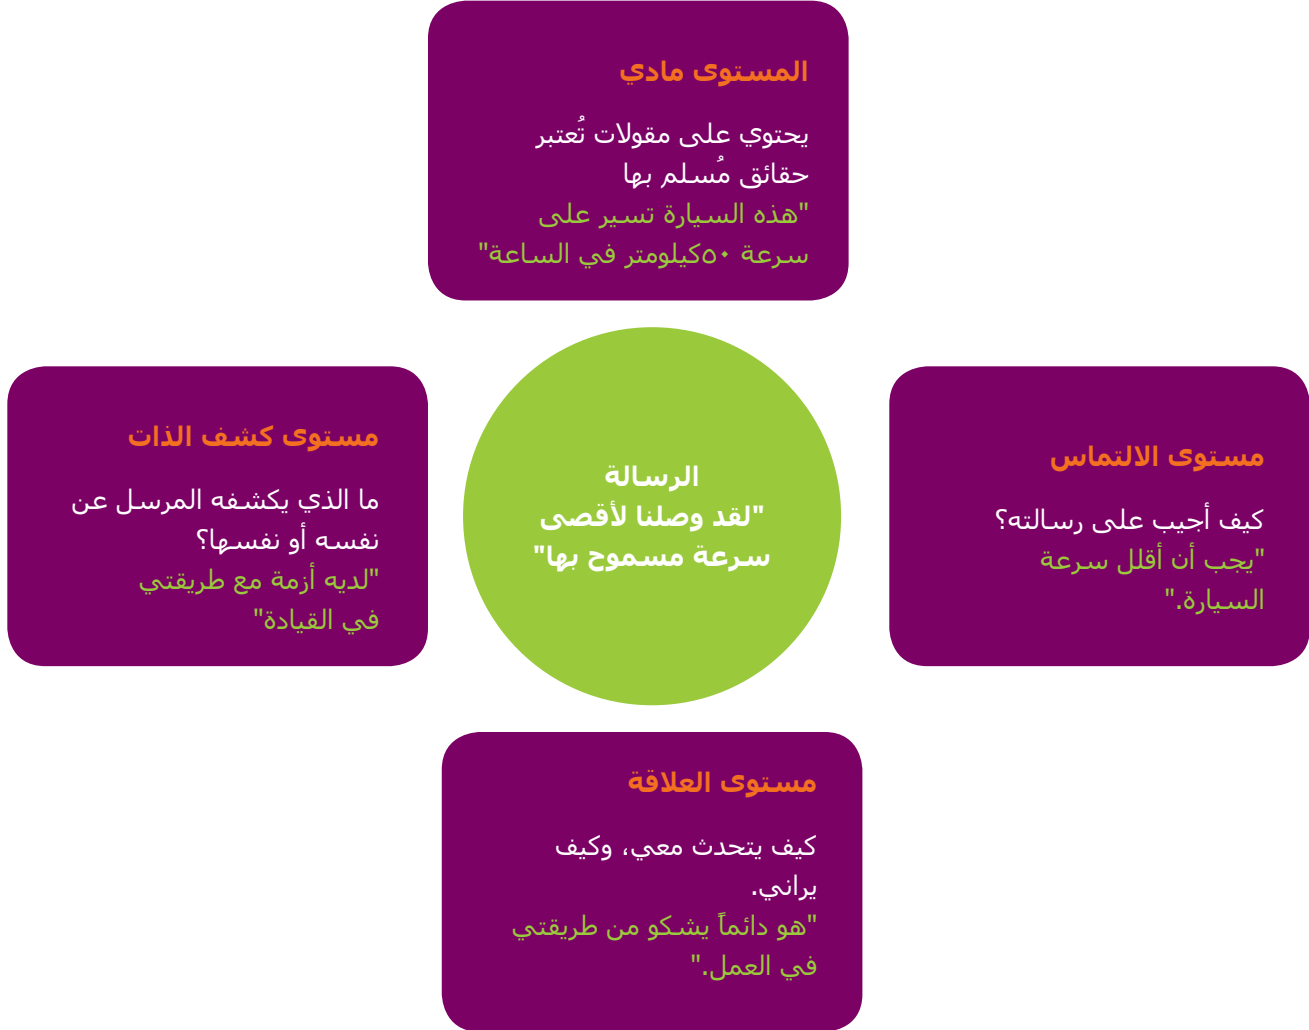 المستوى مادي
يحتوي على مقولات تُعتبر
حقائق مُسلم بها
"هذه السيارة تسير على
سرعة ٥٠كيلومتر في الساعة"
مستوى الالتماس
كيف أجيب على رسالته؟
"يجب أن أقلل سرعة
السيارة."
الرسالة
"لقد وصلنا لأقصى
سرعة مسموح بها"
مستوى كشف الذات
ما الذي يكشفه المرسل عن
نفسه أو نفسها؟
"لديه أزمة مع طريقتي
في القيادة"
مستوى العلاقة
كيف يتحدث معي، وكيف
يراني.
"هو دائماً يشكو من طريقتي
في العمل."